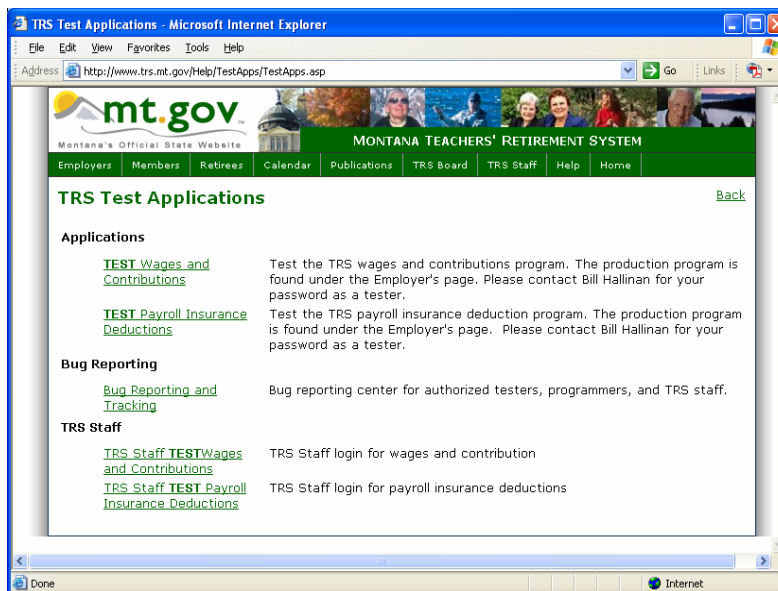 TRS Test Applications - Microsoft Internet Explorer
File Edit View Favorites Tools Help
Address http://www.trs.mt.gov/Help/TestApps/TestApps.asp Go Links
mt.gov
Montana's Official State Website
MONTANA TEACHERS' RETIREMENT SYSTEM
Employers Members Retirees Calendar Publications TRS Board TRS Staff Help Home
TRS Test Applications Back
Applications
TEST Wages and Test the TRS wages and contributions program. The production program is
Contributions found under the Employer's page. Please contact Bill Hallinan for your
password as a tester.
TEST Payroll Insurance Test the TRS payroll insurance deduction program. The production program
Deductions is found under the Employer's page. Please contact Bill Hallinan for your
password as a tester.
Bug Reporting
Bug Reporting and Bug reporting center for authorized testers, programmers, and TRS staff.
Tracking
TRS Staff
TRS Staff TESTWages TRS Staff login for wages and contribution
and Contributions
TRS Staff TEST Payroll TRS Staff login for payroll insurance deductions
Insurance Deductions
Done Internet